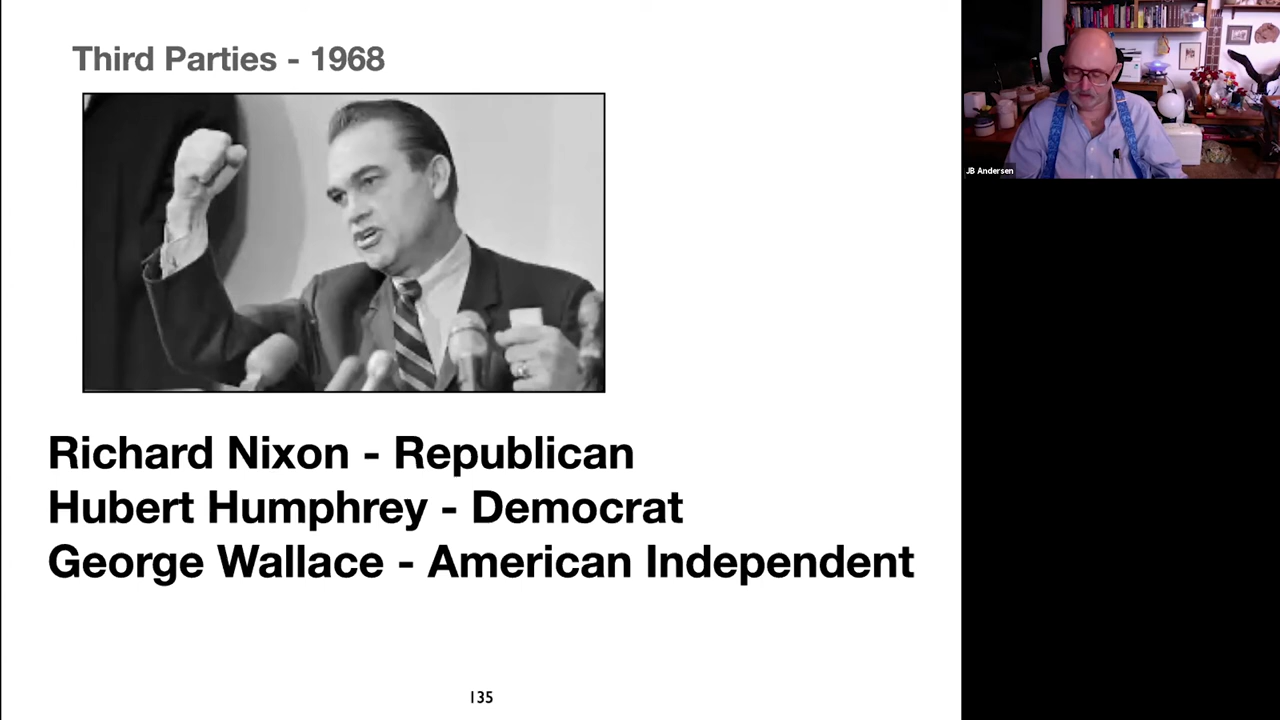 Third Parties - 1968
Richard Nixon - Republican
Hubert Humphrey - Democrat
George Wallace - American Independent
135
JB Andersen